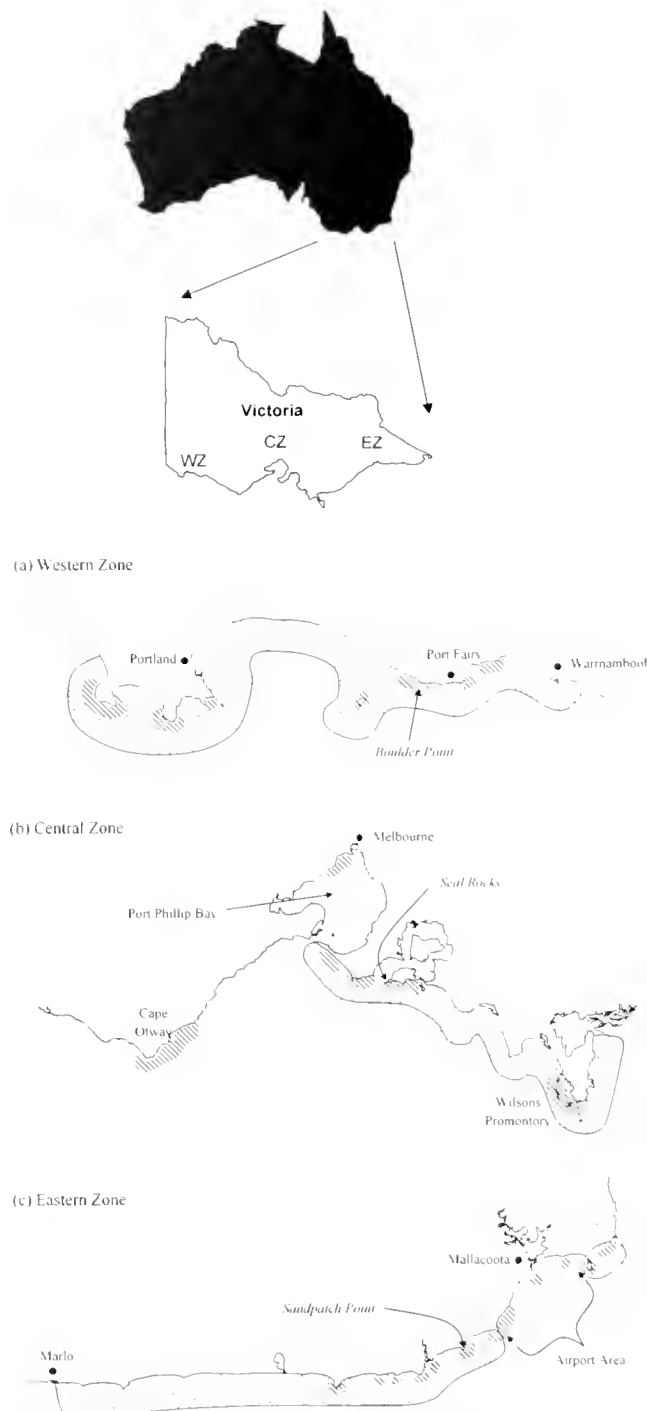 Victoria
WZ
CZ
EZ
(a) Western Zone
Portland
Port Fairy
Warrnambool
Boulder Point
(b) Central Zone
Melbourne
Seal Rocks
Port Phillip Bay
Cape
Otway
Wilsons
Promontory
(c) Eastern Zone
Mallacoota
Sandpatch Point
Marlo
Airport Area